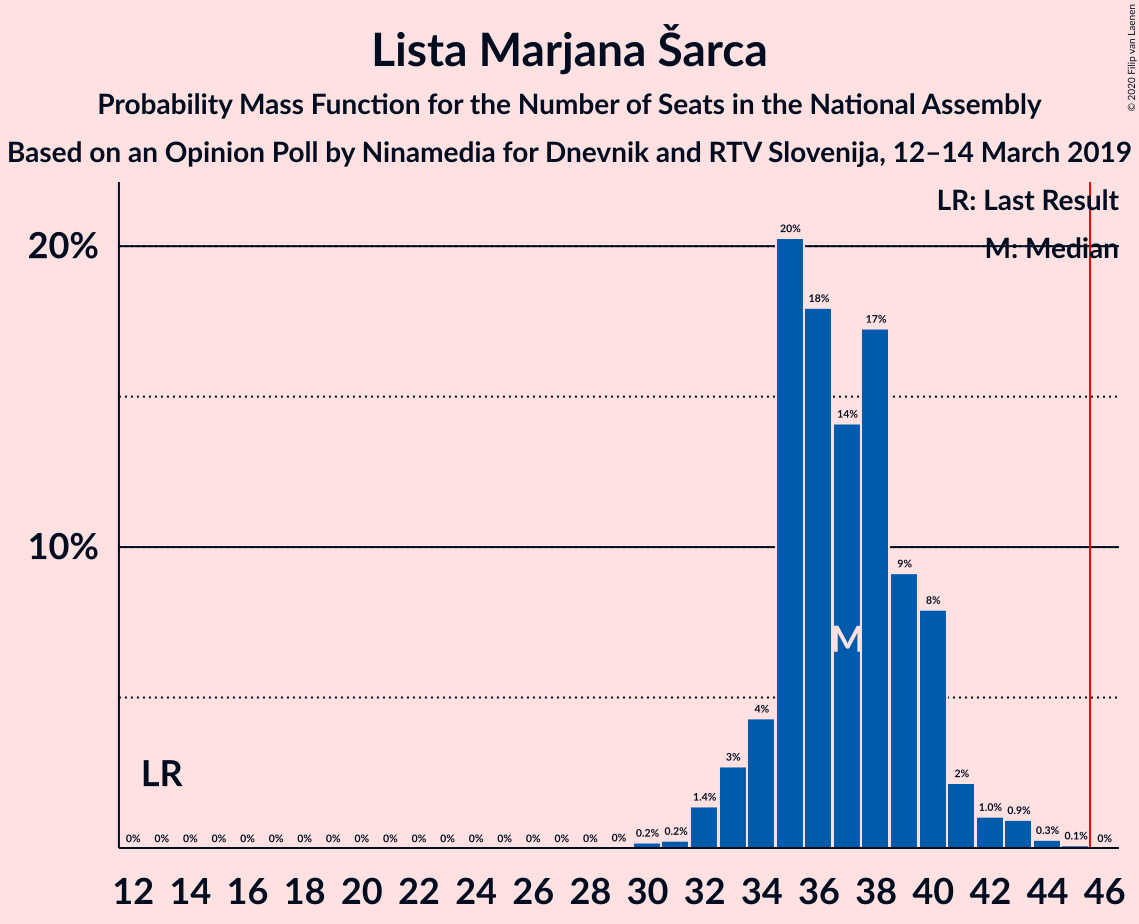 Lista Marjana Šarca
Probability Mass Function for the Number of Seats in the National Assembly
Based on an Opinion Poll by Ninamedia for Dnevnik and RTV Slovenija, 12–14 March 2019
© 2020 Filip van Laenen
LR: Last Result
M: Median
20%
10%
20%
18%
17%
14%
9%
8%
M
4%
3%
LR
1.4%
2%
1.0%
0.9%
0% 0% 0% 0% 0% 0% 0% 0% 0% 0% 0% 0% 0% 0% 0% 0% 0% 0% 0.2% 0.2% 0.3% 0.1% 0%
12 14 16 18 20 22 24 26 28 30 32 34 36 38 40 42 44 46